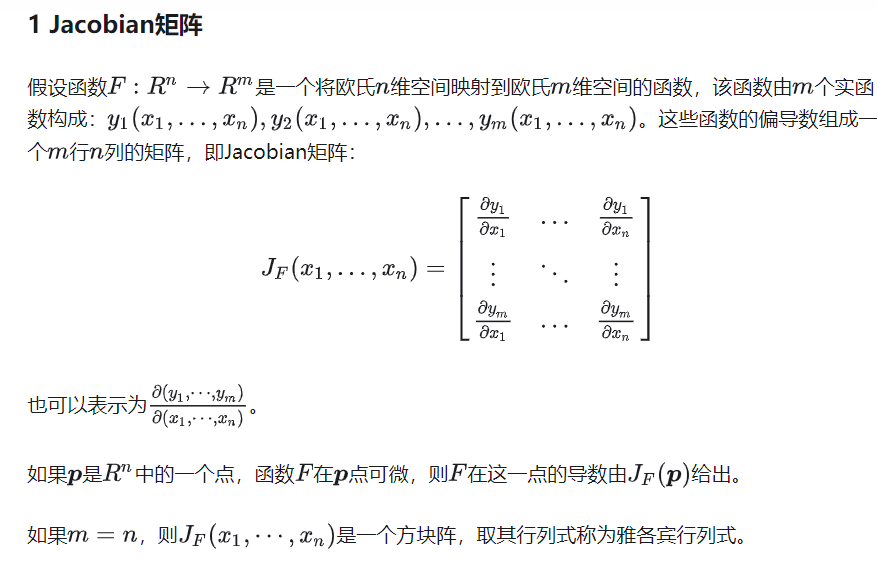 1 Jacobian矩阵
假设函数$F:R^n \to R^m$是一个将欧氏$n$维空间映射到欧氏$m$维空间的函数，该函数由$m$个实函
数构成：$y_1(x_1,\ldots,x_n),y_2(x_1,\ldots,x_n),\ldots,y_m(x_1,\ldots,x_n)$。这些函数的偏导数组成一
个$m$行$n$列的矩阵，即Jacobian矩阵：
$J_F(x_1,\ldots,x_n)=\begin{bmatrix}\frac{\partial y_1}{\partial x_1} & \cdots & \frac{\partial y_1}{\partial x_n}\\ \vdots & \ddots & \vdots\\ \frac{\partial y_m}{\partial x_1} & \cdots & \frac{\partial y_m}{\partial x_n}\end{bmatrix}$
也可以表示为$\frac{\partial(y_1,\cdots,y_m)}{\partial(x_1,\cdots,x_n)}$。
如果$\boldsymbol{p}$是$R^n$中的一个点，函数$F$在$\boldsymbol{p}$点可微，则$F$在这一点的导数由$J_F(\boldsymbol{p})$给出。
如果$m=n$，则$J_F(x_1,\cdots,x_n)$是一个方块阵，取其行列式称为雅各宾行列式。